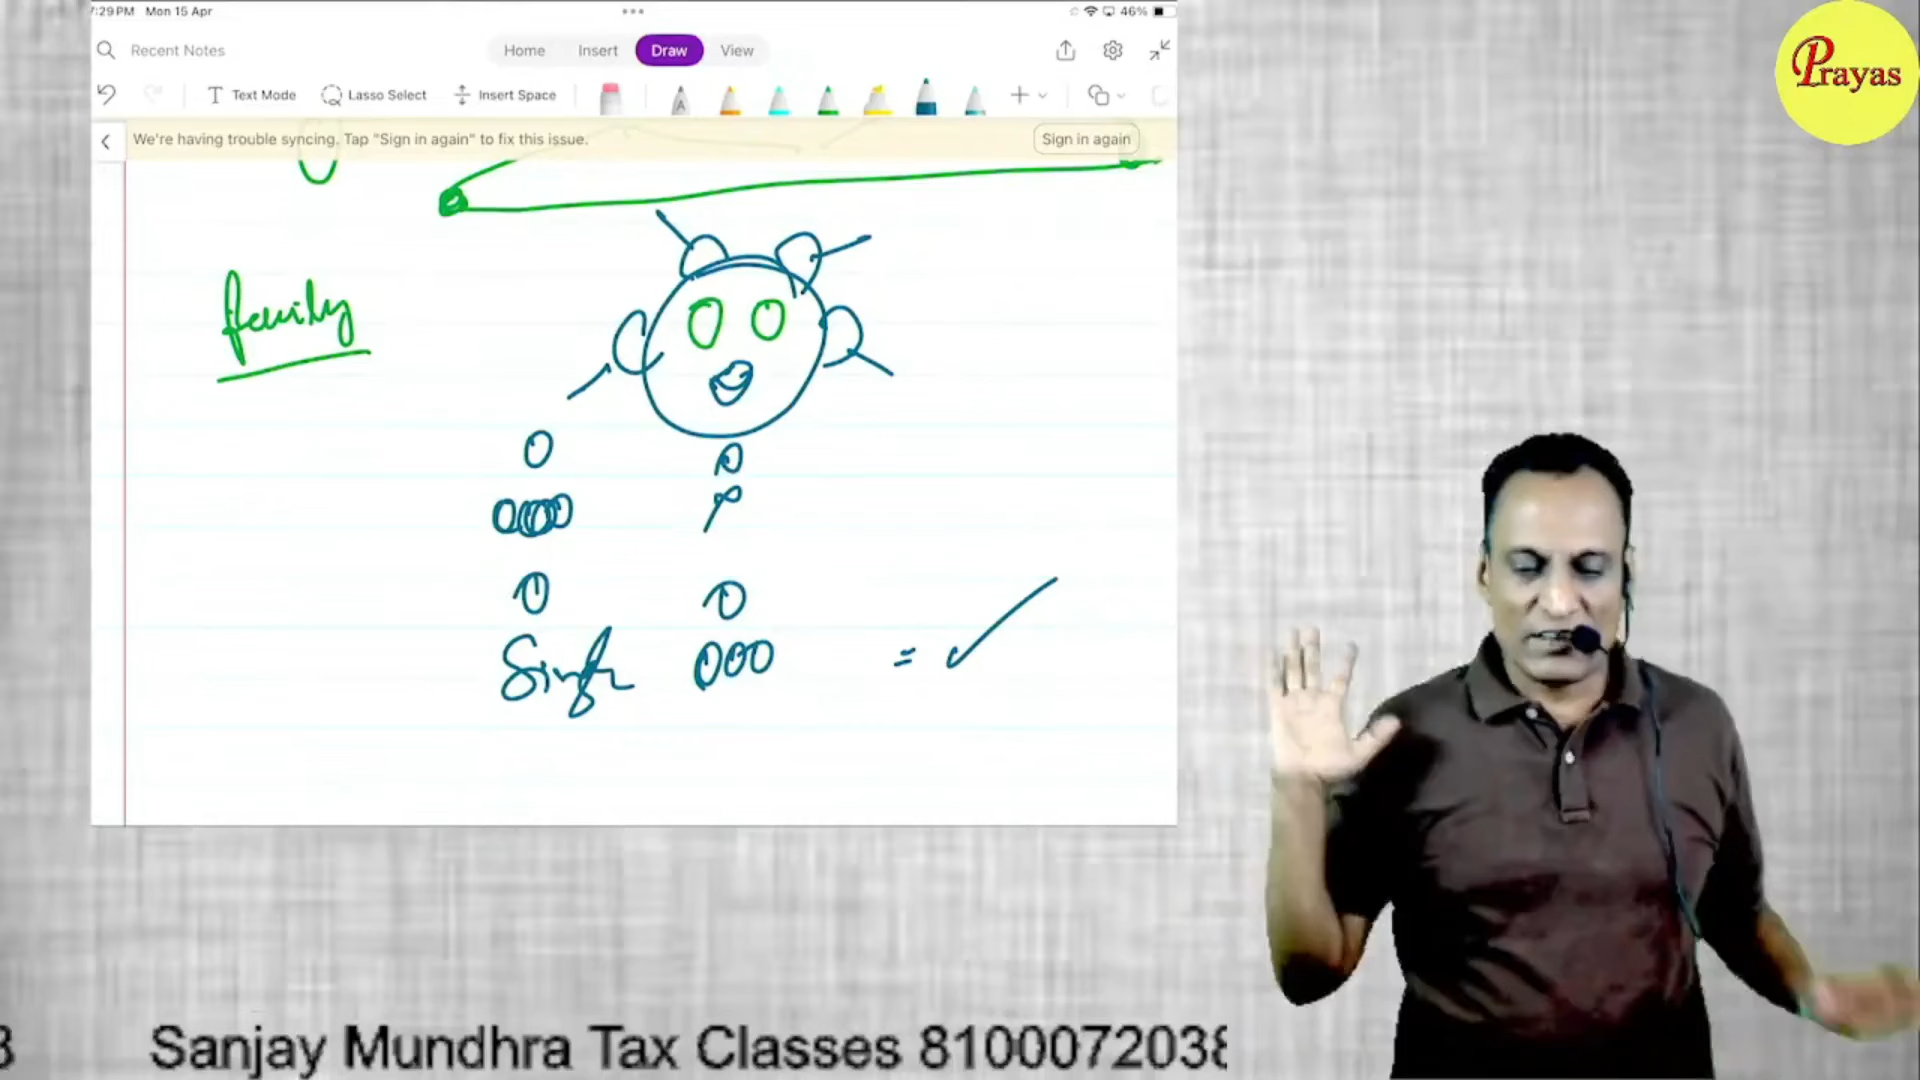 7:29 PM Mon 15 Apr
46%
Recent Notes
Home Insert Draw View
Text Mode Lasso Select Insert Space
We're having trouble syncing. Tap "Sign in again" to fix this issue.
Sign in again
Prayas
family
=
Sanjay Mundhra Tax Classes 8100072038